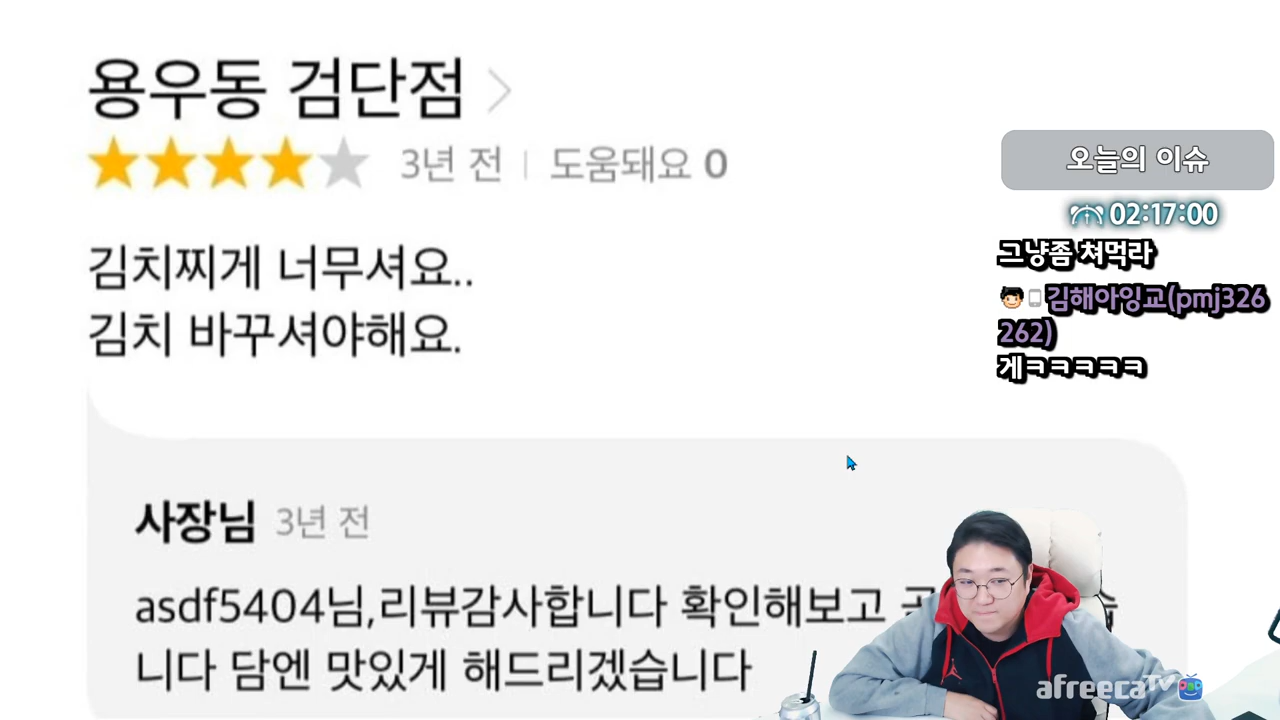 용우동 검단점
3년 전 | 도움돼요 0
김치찌게 너무셔요..
김치 바꾸셔야해요.
사장님 3년 전
asdf5404님,리뷰감사합니다 확인해보고
니다 담엔 맛있게 해드리겠습니다
오늘의 이슈
02:17:00
그냥좀 쳐먹라
김해아잉교(pmj326
262)
게ㅋㅋㅋㅋㅋ
afreecaTV